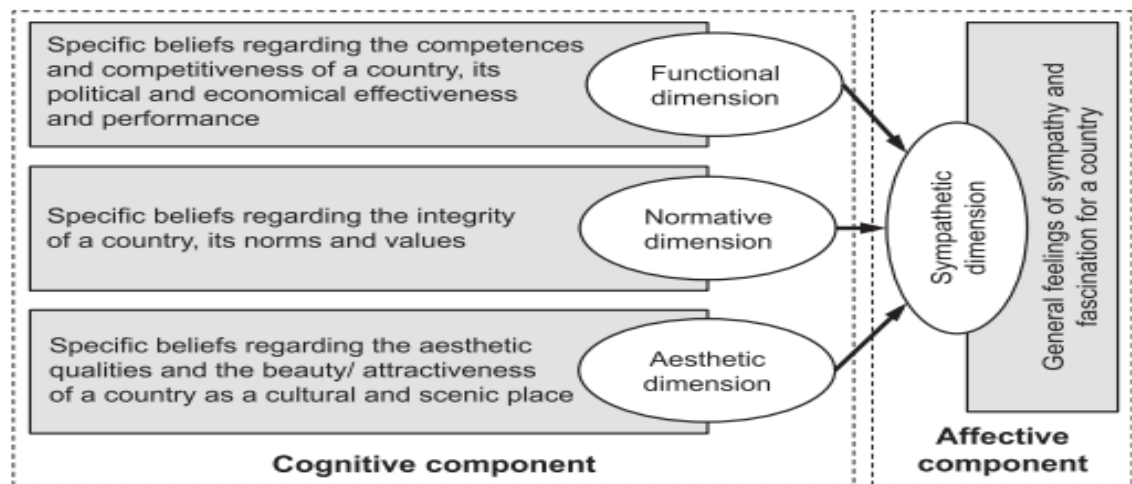 Specific beliefs regarding the competences
and competitiveness of a country, its
political and economical effectiveness
and performance
Functional
dimension
Specific beliefs regarding the integrity
of a country, its norms and values
Normative
dimension
Specific beliefs regarding the aesthetic
qualities and the beauty/ attractiveness
of a country as a cultural and scenic place
Aesthetic
dimension
Cognitive component
Sympathetic
dimension
General feelings of sympathy and
fascination for a country
Affective
component